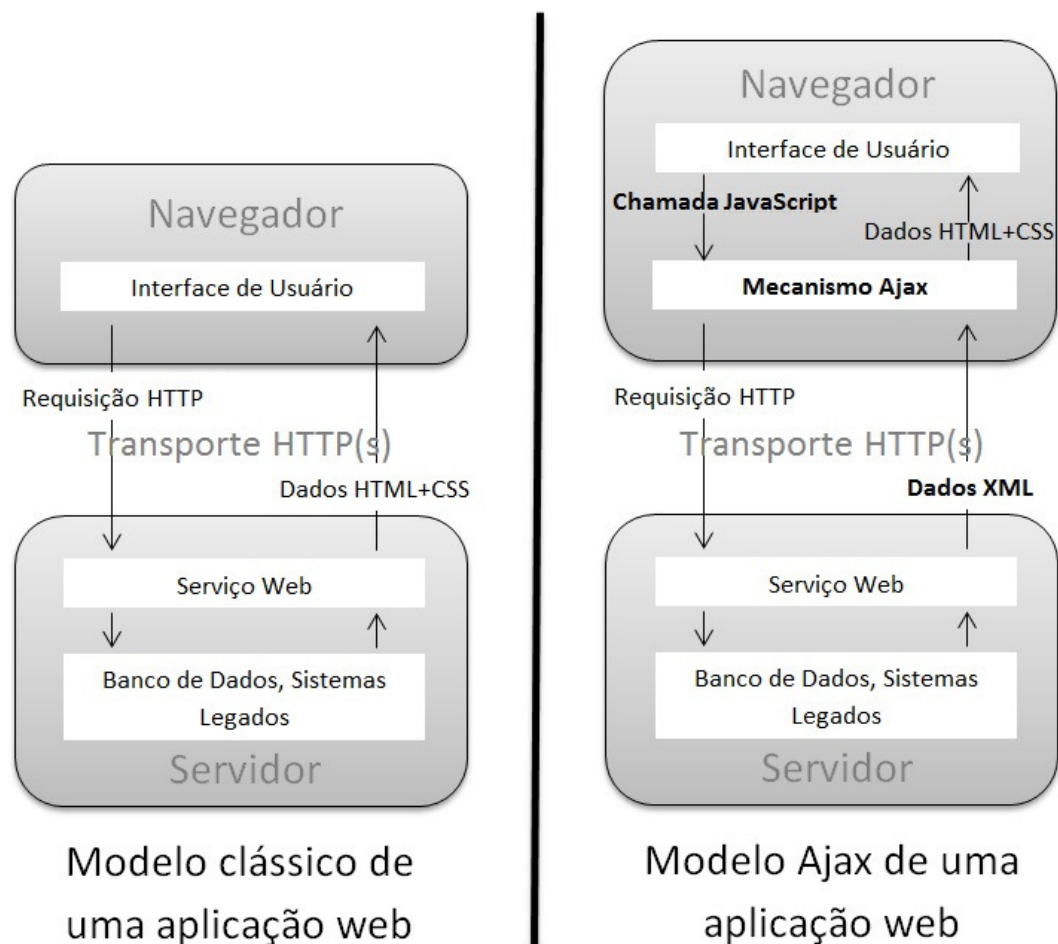 Navegador
Interface de Usuário
Requisição HTTP
Transporte HTTP(s)
Dados HTML+CSS
Serviço Web
Banco de Dados, Sistemas
Legados
Servidor
Modelo clássico de
uma aplicação web
Navegador
Interface de Usuário
Chamada JavaScript
Dados HTML+CSS
Mecanismo Ajax
Requisição HTTP
Transporte HTTP(s)
Dados XML
Serviço Web
Banco de Dados, Sistemas
Legados
Servidor
Modelo Ajax de uma
aplicação web